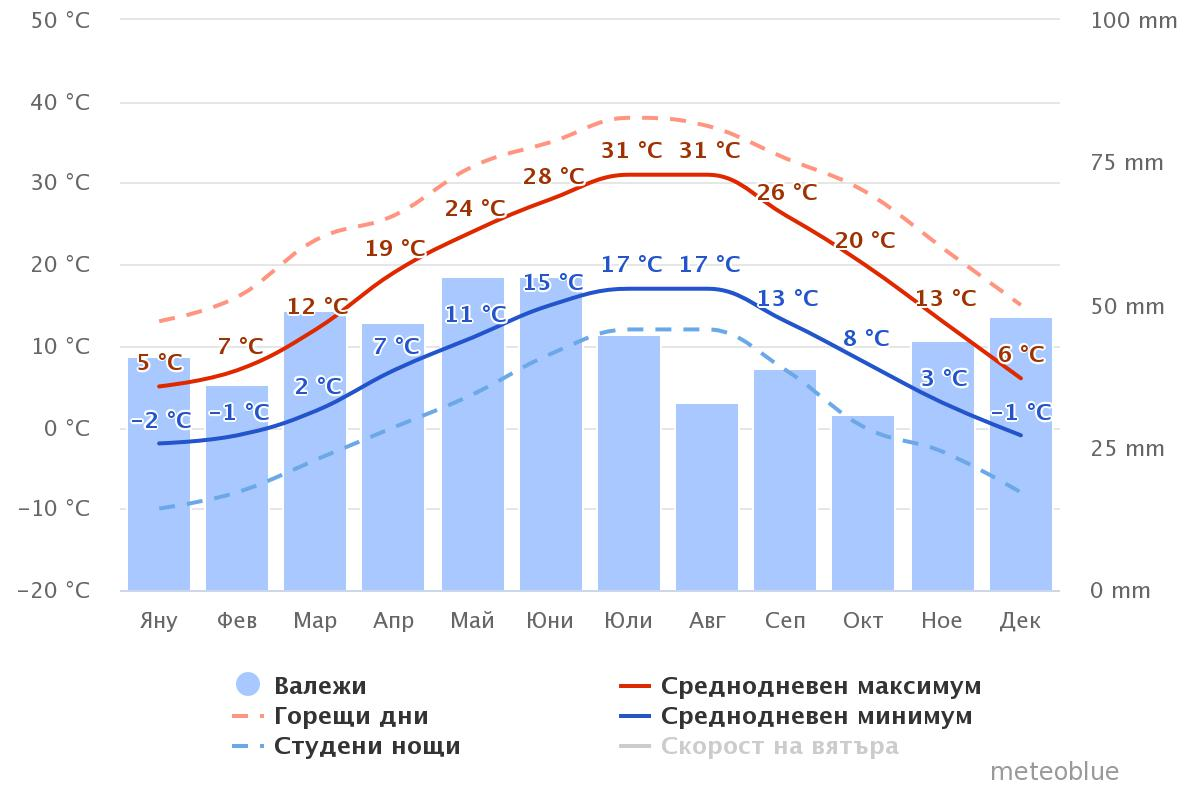 50 °C
100 mm
40 °C
75 mm
31 °C 31 °C
30 °C
28 °C
26 °C
24 °C
20 °C
19 °C
20 °C
17 °C 17 °C
15 °C
13 °C
13 °C
12 °C
50 mm
11 °C
10 °C
8 °C
7 °C
7 °C
6 °C
5 °C
3 °C
2 °C
−2 °C
−1 °C
−1 °C
0 °C
25 mm
−10 °C
−20 °C
0 mm
Яну Фев Мар Апр Май Юни Юли Авг Сеп Окт Ное Дек
Валежи
Среднодневен максимум
Горещи дни
Среднодневен минимум
Студени нощи
Скорост на вятъра
meteoblue